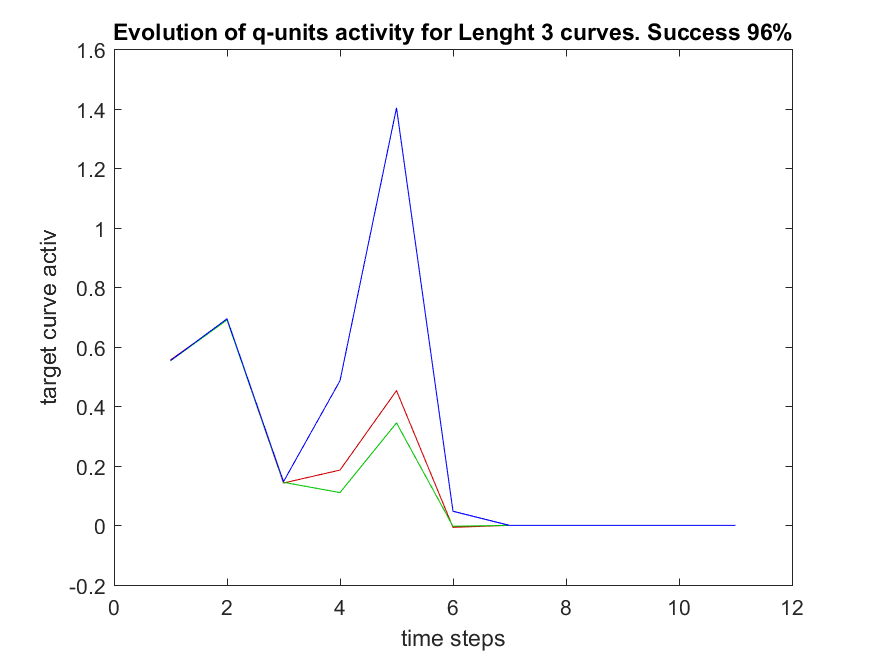 Evolution of q-units activity for Lenght 3 curves. Success 96%
1.6
1.4
1.2
1
0.8
0.6
0.4
0.2
0
-0.2
target curve activ
0 2 4 6 8 10 12
time steps